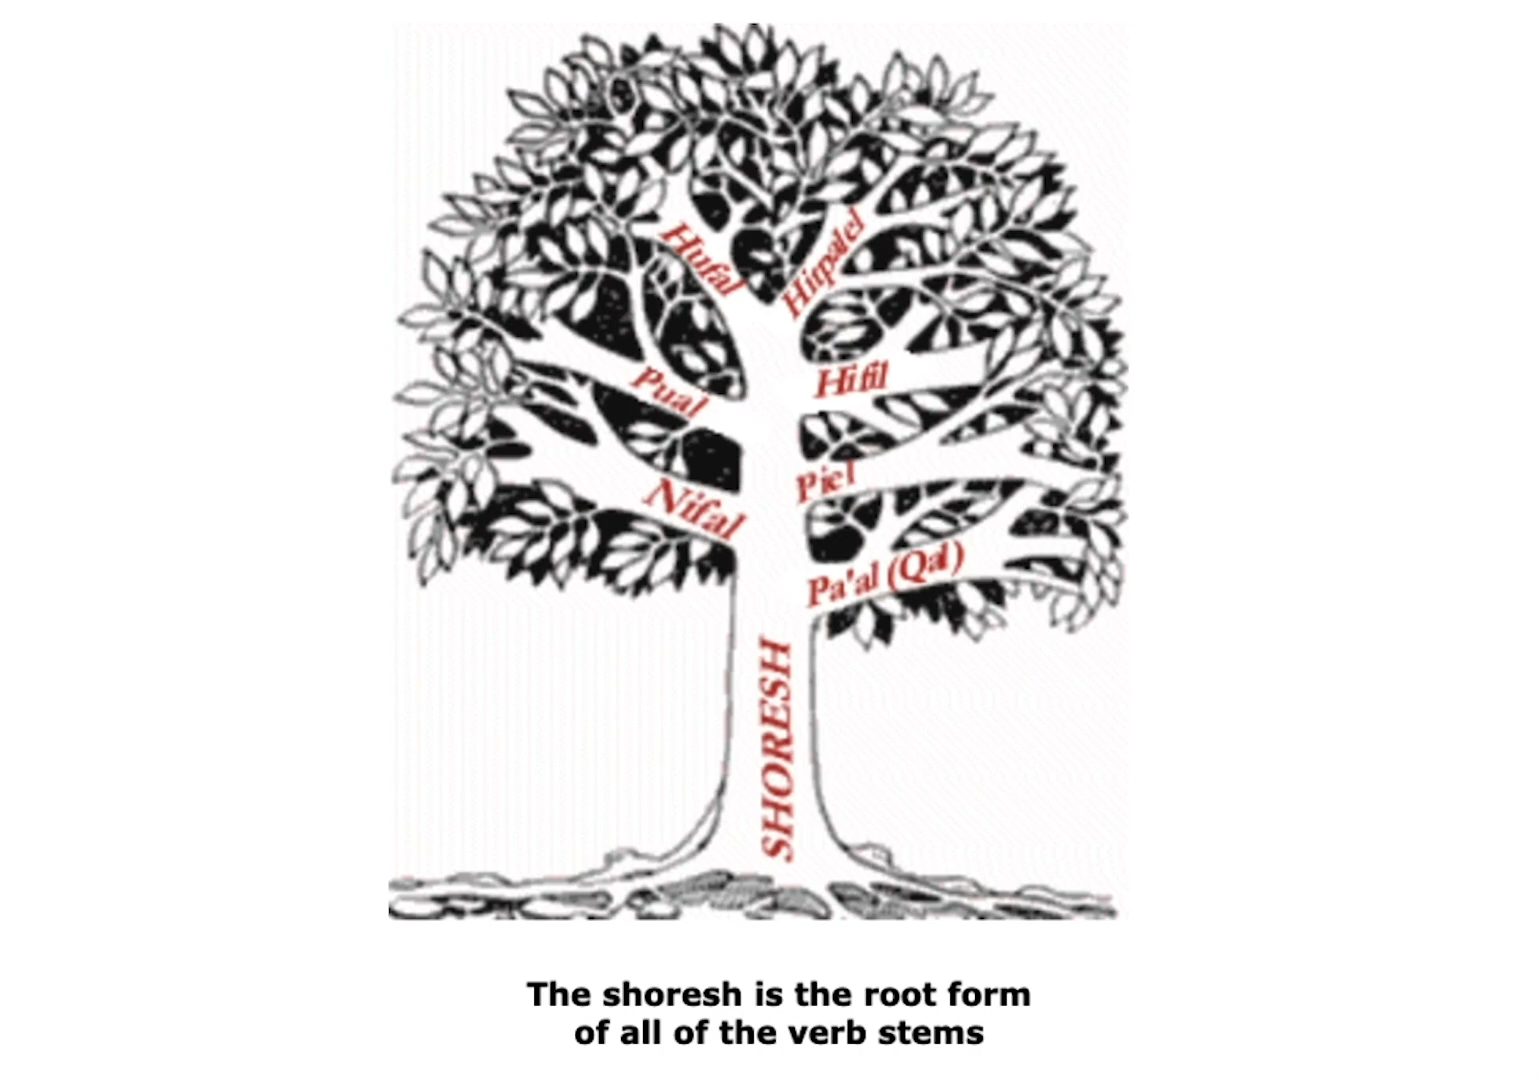 Hufal
Hitpalel
Pual
Hifil
Nifal
Piel
Pa'al (Qal)
SHORESH
The shoresh is the root form
of all of the verb stems